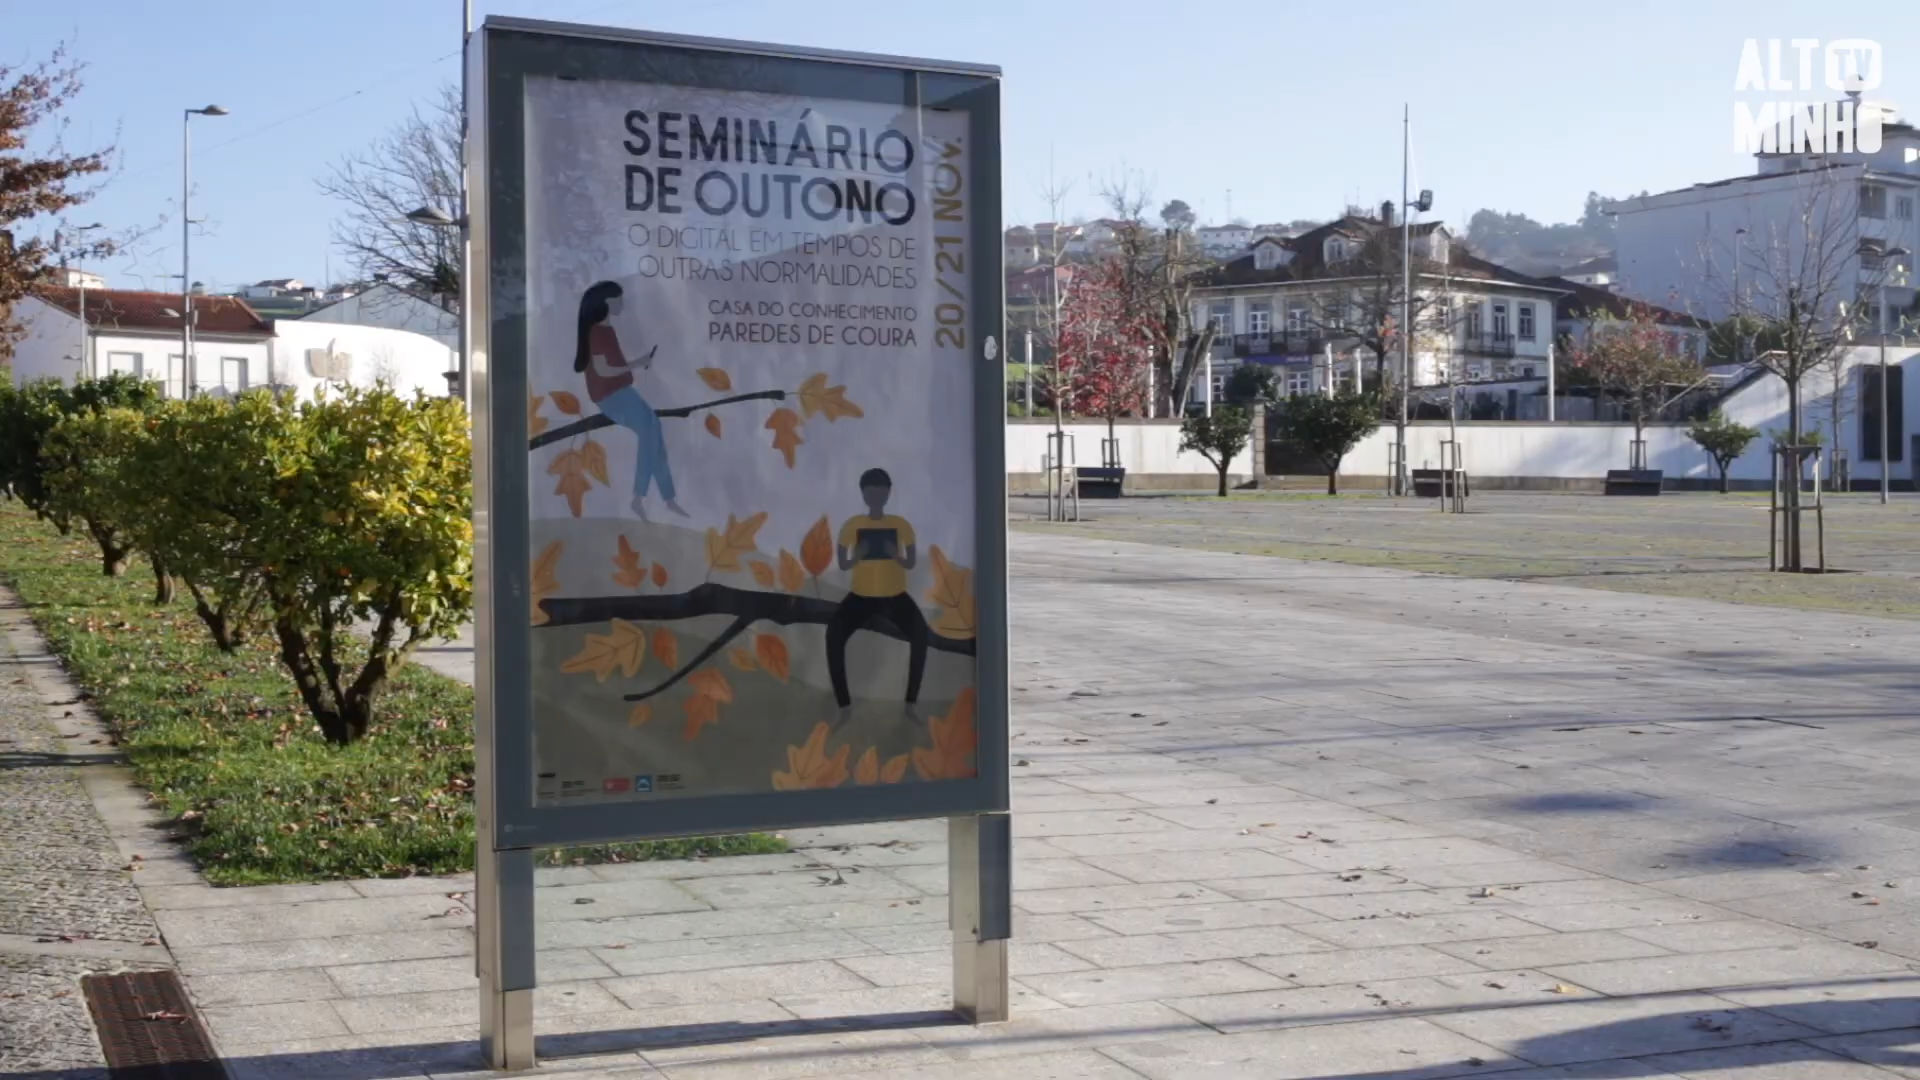 SEMINÁRIO
DE OUTONO
O DIGITAL EM TEMPOS DE
OUTRAS NORMALIDADES
CASA DO CONHECIMENTO
PAREDES DE COURA
20/21 NOV.
ALTO TV
MINHO